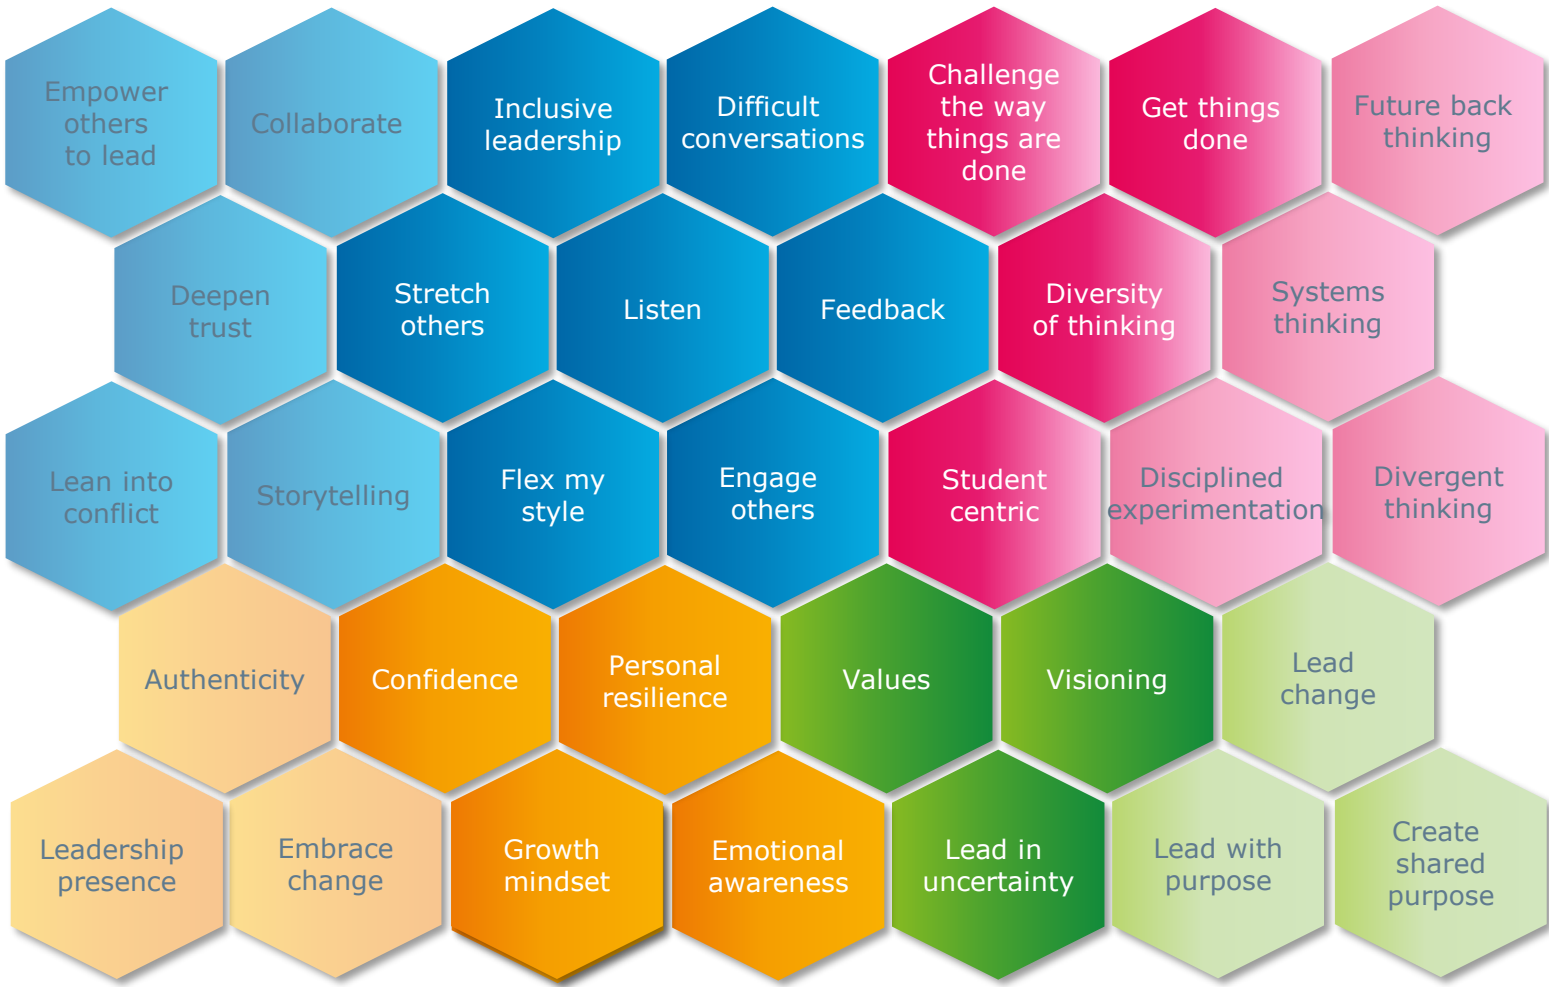 Empower
others
to lead
Collaborate
Inclusive
leadership
Difficult
conversations
Challenge
the way
things are
done
Get things
done
Future back
thinking
Deepen
trust
Stretch
others
Listen
Feedback
Diversity
of thinking
Systems
thinking
Lean into
conflict
Storytelling
Flex my
style
Engage
others
Student
centric
Disciplined
experimentation
Divergent
thinking
Authenticity
Confidence
Personal
resilience
Values
Visioning
Lead
change
Leadership
presence
Embrace
change
Growth
mindset
Emotional
awareness
Lead in
uncertainty
Lead with
purpose
Create
shared
purpose